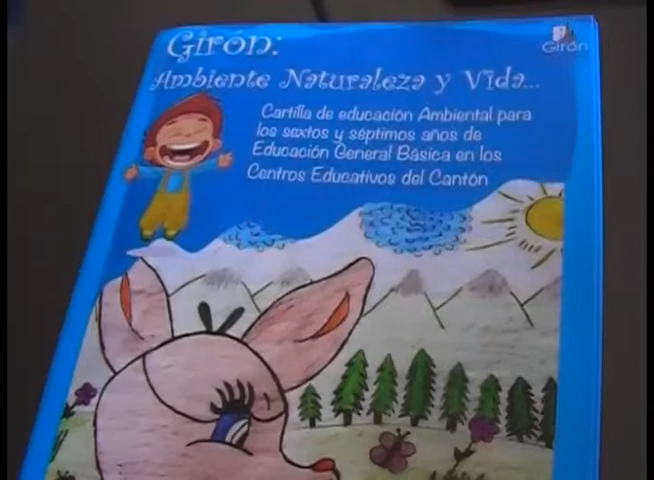 Girón:
Girón
Ambiente Naturaleza y Vida...
Cartilla de educación Ambiental para
los sextos y séptimos años de
Educación General Básica en los
Centros Educativos del Cantón